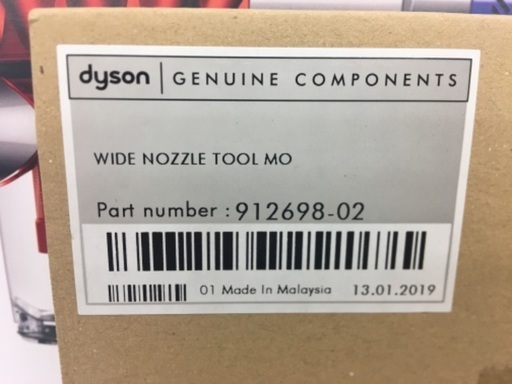 dyson | GENUINE COMPONENTS
WIDE NOZZLE TOOL MO
Part number : 912698-02
01 Made In Malaysia 13.01.2019